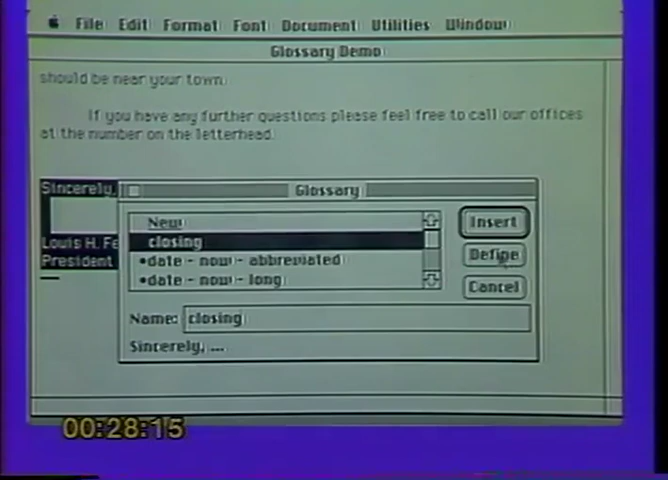 File Edit Format Font Document Utilities Window
Glossary Demo
should be near your town.
If you have any further questions please feel free to call our offices
at the number on the letterhead.
Sincerely,
Louis H. Fe
President
Glossary
New
closing
•date - now - abbreviated
•date - now - long
Insert
Define
Cancel
Name: closing
Sincerely, ...
00:28:15